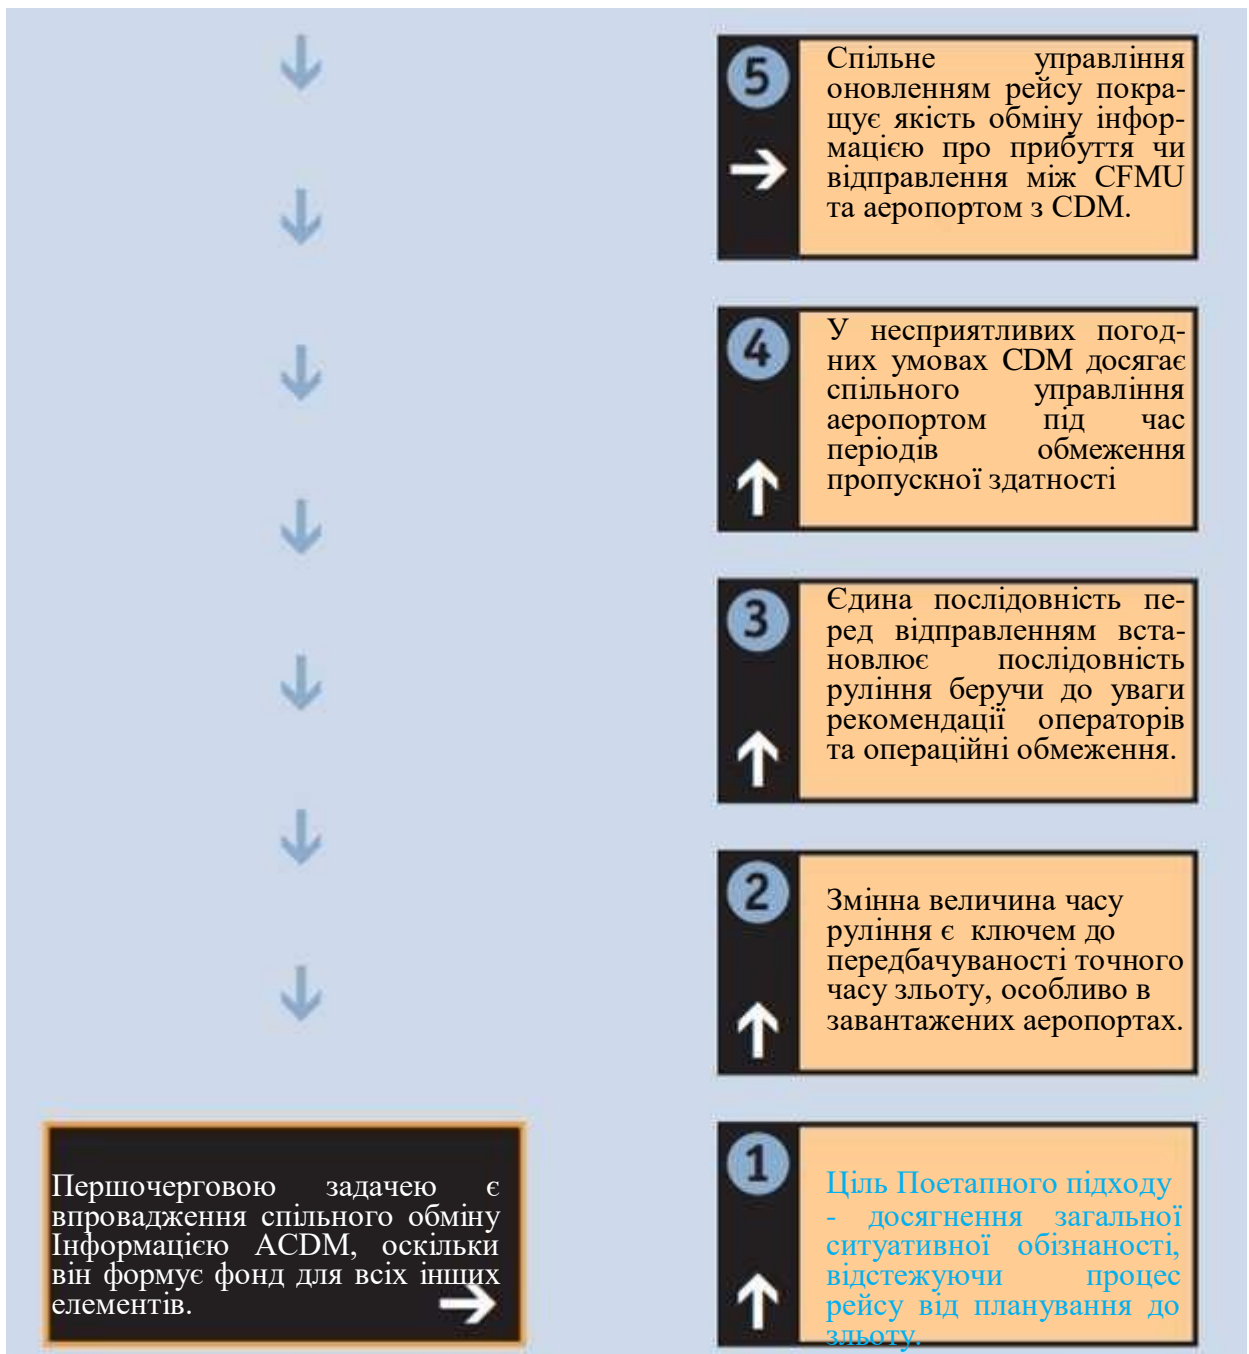 5
Спільне управління
оновленням рейсу покра-
щує якість обміну інфор-
мацією про прибуття чи
відправлення між CFMU
та аеропортом з CDM.
4
У несприятливих погод-
них умовах CDM досягає
спільного управління
аеропортом під час
періодів обмеження
пропускної здатності
3
Єдина послідовність пе-
ред відправленням вста-
новлює послідовність
руління беручи до уваги
рекомендації операторів
та операційні обмеження.
2
Змінна величина часу
руління є ключем до
передбачуваності точного
часу зльоту, особливо в
завантажених аеропортах.
Першочерговою задачею є
впровадження спільного обміну
Інформацією ACDM, оскільки
він формує фонд для всіх інших
елементів.
1
Ціль Поетапного підходу
- досягнення загальної
ситуативної обізнаності,
відстежуючи процес
рейсу від планування до
зльоту.